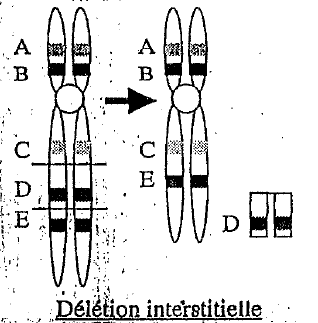 A A
B B
C C
D E
E D
Délétion interstitielle